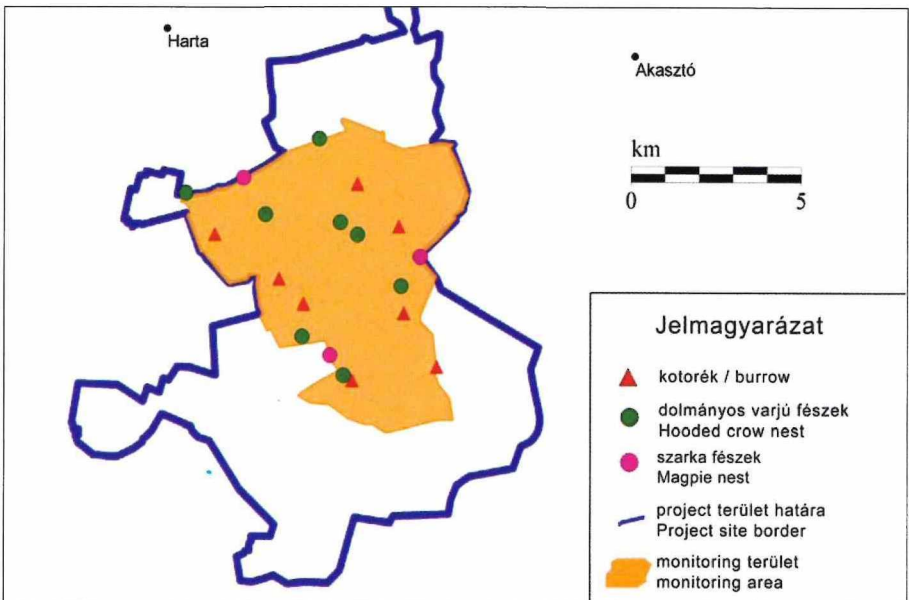 Harta
Akasztó
km
0 5
Jelmagyarázat
kotorék / burrow
dolmányos varjú fészek
Hooded crow nest
szarka fészek
Magpie nest
project terület határa
Project site border
monitoring terület
monitoring area